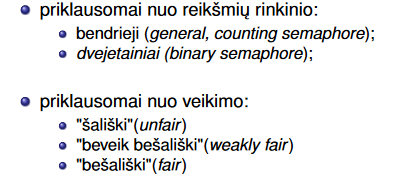 priklausomai nuo reikšmių rinkinio:
bendrieji (general, counting semaphore);
dvejetainiai (binary semaphore);
priklausomai nuo veikimo:
"šališki"(unfair)
"beveik bešališki"(weakly fair)
"bešališki"(fair)